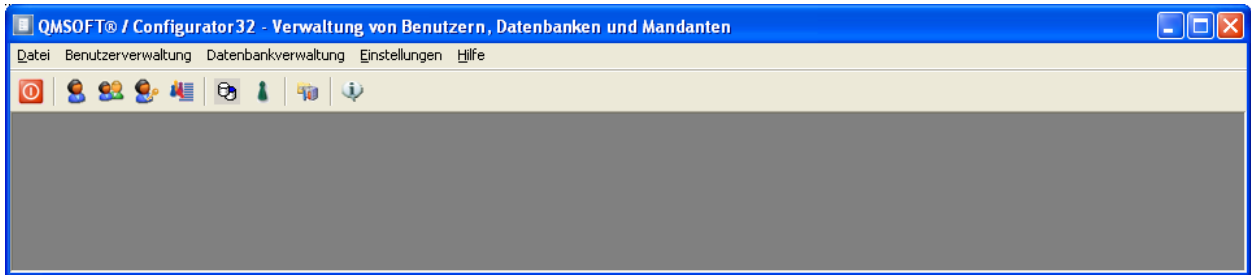 QMSOFT® / Configurator32 - Verwaltung von Benutzern, Datenbanken und Mandanten
Datei Benutzerverwaltung Datenbankverwaltung Einstellungen Hilfe